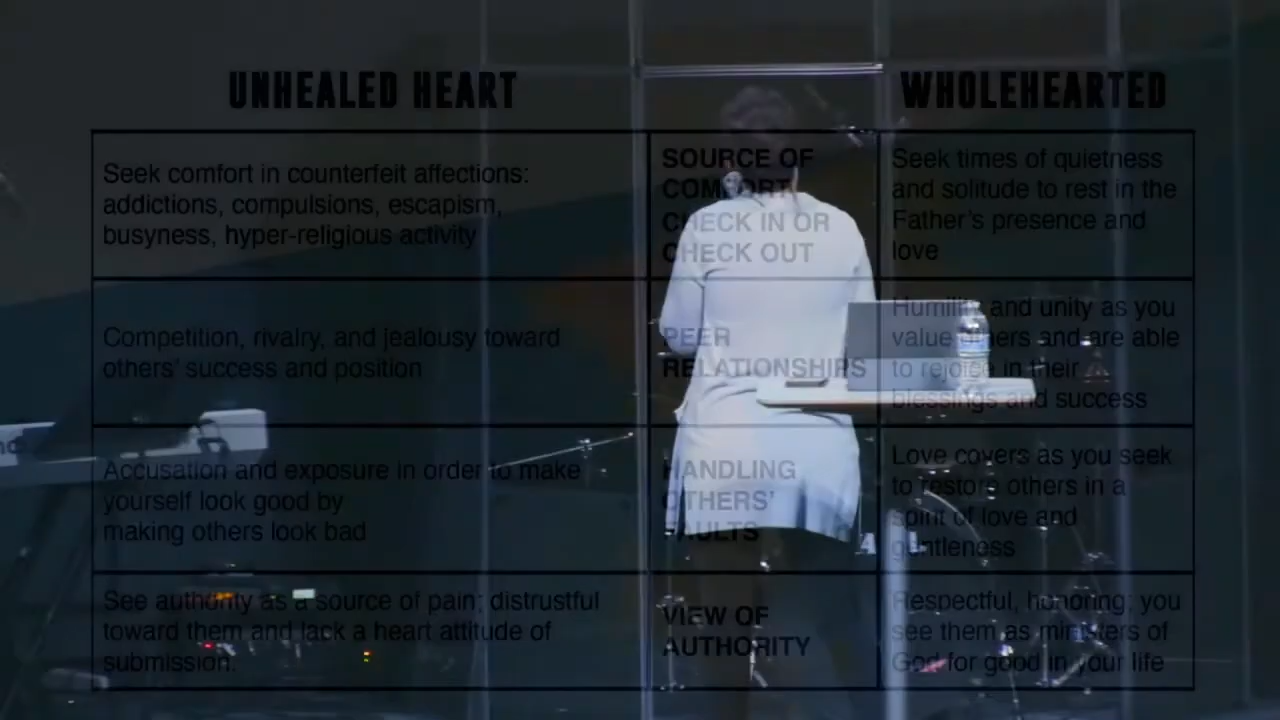 UNHEALED HEART
WHOLEHEARTED
Seek comfort in counterfeit affections:
addictions, compulsions, escapism,
busyness, hyper-religious activity
SOURCE OF
COMFORT
CHECK IN OR
CHECK OUT
Seek times of quietness
and solitude to rest in the
Father's presence and
love
Competition, rivalry, and jealousy toward
others' success and position
PEER
RELATIONSHIPS
Humility and unity as you
value others and are able
to rejoice in their
blessings and success
Accusation and exposure in order to make
yourself look good by
making others look bad
HANDLING
OTHERS'
FAULTS
Love covers as you seek
to restore others in a
spirit of love and
gentleness
See authority as a source of pain; distrustful
toward them and lack a heart attitude of
submission.
VIEW OF
AUTHORITY
Respectful, honoring; you
see them as ministers of
God for good in your life